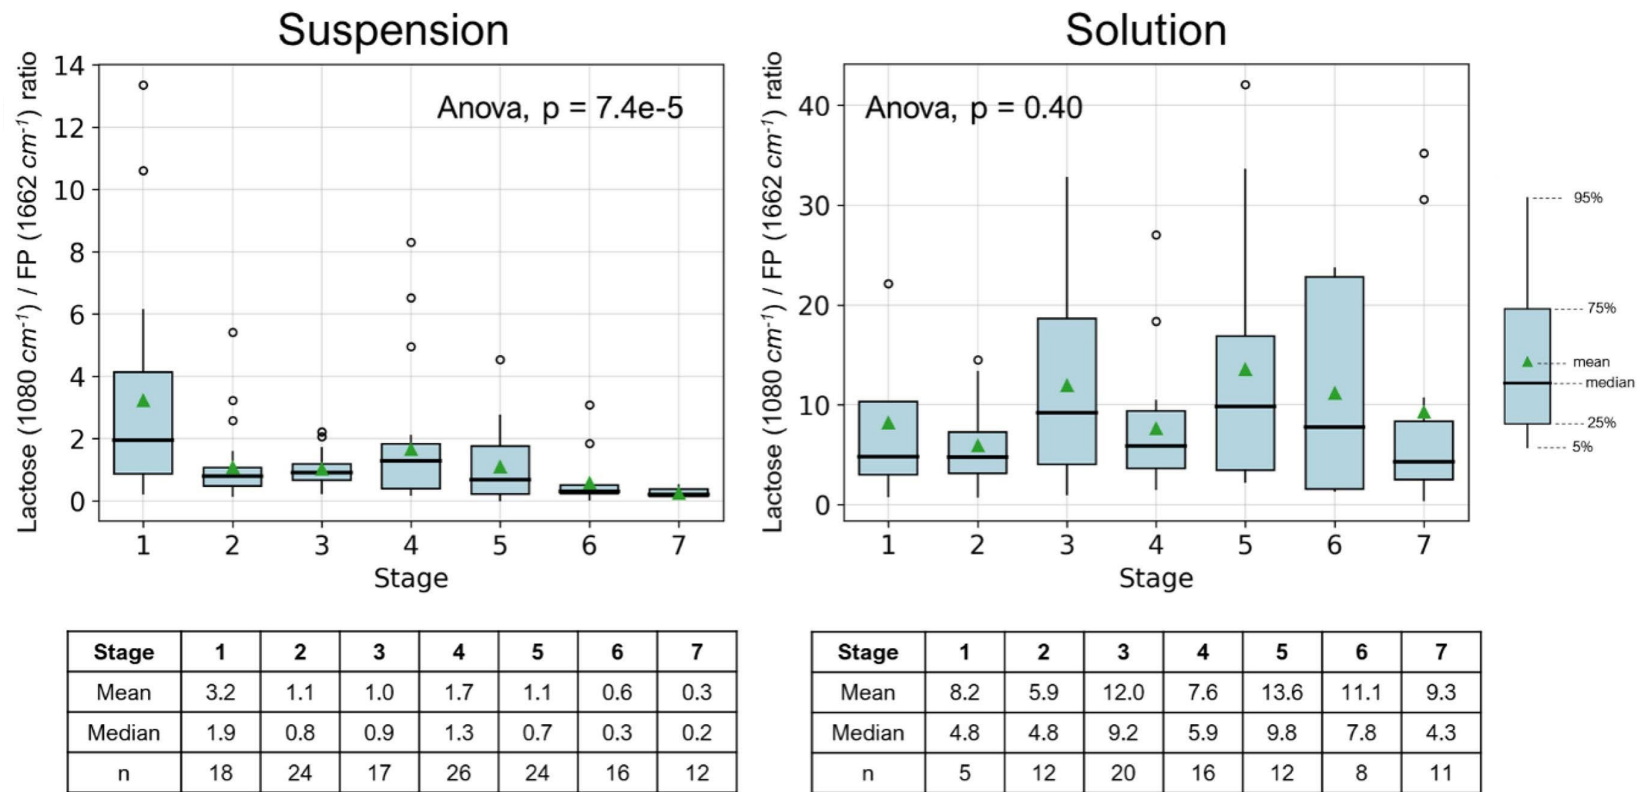 Suspension
Lactose (1080 cm⁻¹) / FP (1662 cm⁻¹) ratio
14
12
10
8
6
4
2
0
Anova, p = 7.4e-5
1 2 3 4 5 6 7
Stage
Solution
Lactose (1080 cm⁻¹) / FP (1662 cm⁻¹) ratio
40
30
20
10
0
Anova, p = 0.40
1 2 3 4 5 6 7
Stage
95%
75%
mean
median
25%
5%
Stage 1 2 3 4 5 6 7
Mean 3.2 1.1 1.0 1.7 1.1 0.6 0.3
Median 1.9 0.8 0.9 1.3 0.7 0.3 0.2
n 18 24 17 26 24 16 12
Stage 1 2 3 4 5 6 7
Mean 8.2 5.9 12.0 7.6 13.6 11.1 9.3
Median 4.8 4.8 9.2 5.9 9.8 7.8 4.3
n 5 12 20 16 12 8 11